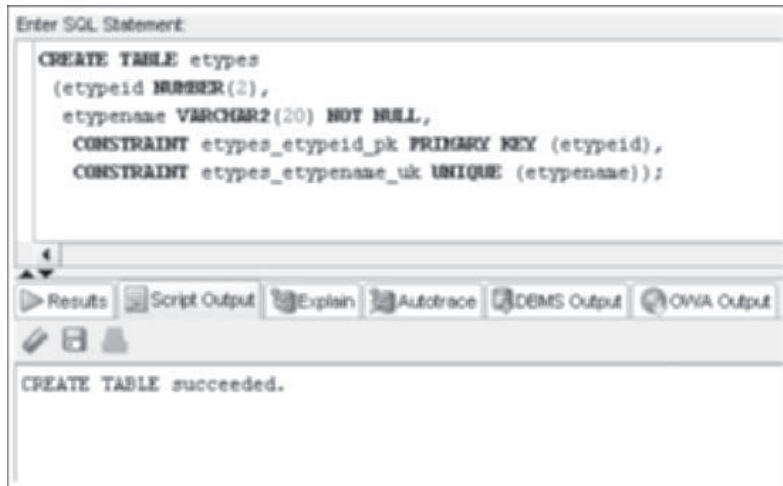 Enter SQL Statement:
CREATE TABLE etypes
(etypeid NUMBER(2),
etypename VARCHAR2(20) NOT NULL,
CONSTRAINT etypes_etypeid_pk PRIMARY KEY (etypeid),
CONSTRAINT etypes_etypename_uk UNIQUE (etypename));
Results Script Output Explain Autotrace DBMS Output OWA Output
CREATE TABLE succeeded.